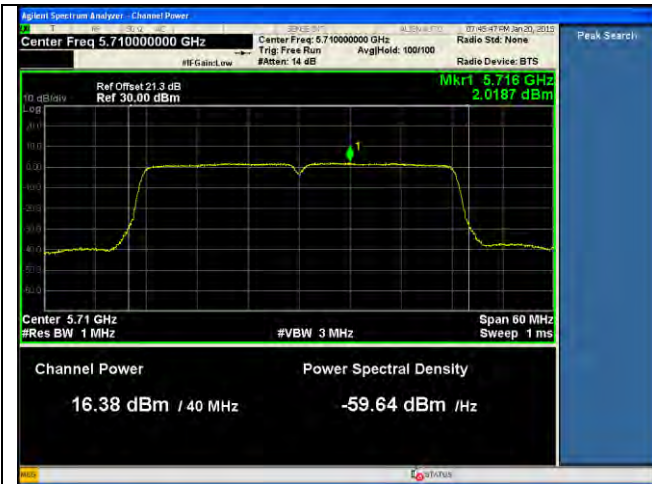 Agilent Spectrum Analyzer - Channel Power
07:45:47 PM Jan 20, 2015
Center Freq 5.710000000 GHz
Center Freq: 5.710000000 GHz
Radio Std: None
Peak Search
Trig: Free Run
Avg|Hold: 100/100
#IFGain:Low
#Atten: 14 dB
Radio Device: BTS
Ref Offset 21.3 dB
Mkr1 5.716 GHz
10 dB/div
Ref 30.00 dBm
2.0187 dBm
Log
1
Center 5.71 GHz
Span 60 MHz
#Res BW 1 MHz
#VBW 3 MHz
Sweep 1 ms
Channel Power
Power Spectral Density
16.38 dBm / 40 MHz
-59.64 dBm /Hz
MSG
STATUS